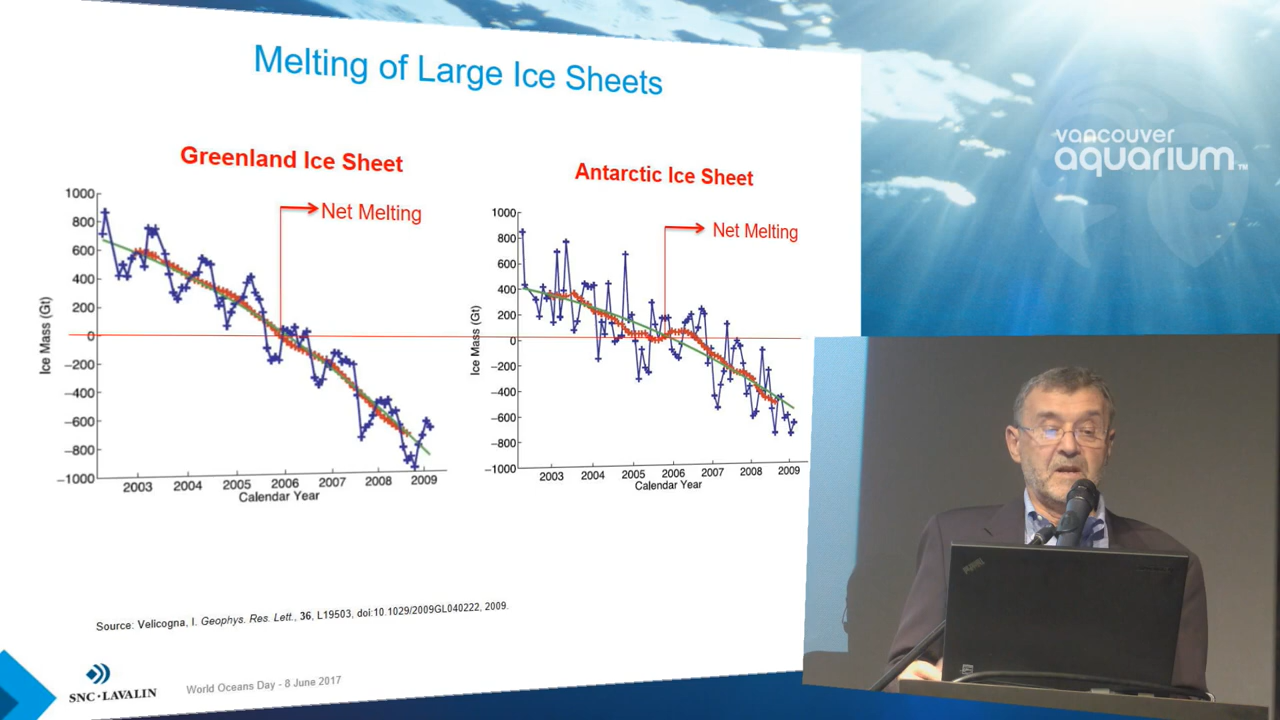 Melting of Large Ice Sheets
vancouver
aquarium™
Greenland Ice Sheet
Antarctic Ice Sheet
Net Melting
Net Melting
1000
800
600
400
200
0
−200
−400
−600
−800
−1000
Ice Mass (Gt)
2003 2004 2005 2006 2007 2008 2009
Calendar Year
1000
800
600
400
200
0
−200
−400
−600
−800
−1000
Ice Mass (Gt)
2003 2004 2005 2006 2007 2008 2009
Calendar Year
Source: Velicogna, I. Geophys. Res. Lett., 36, L19503, doi:10.1029/2009GL040222, 2009.
SNC·LAVALIN
World Oceans Day - 8 June 2017